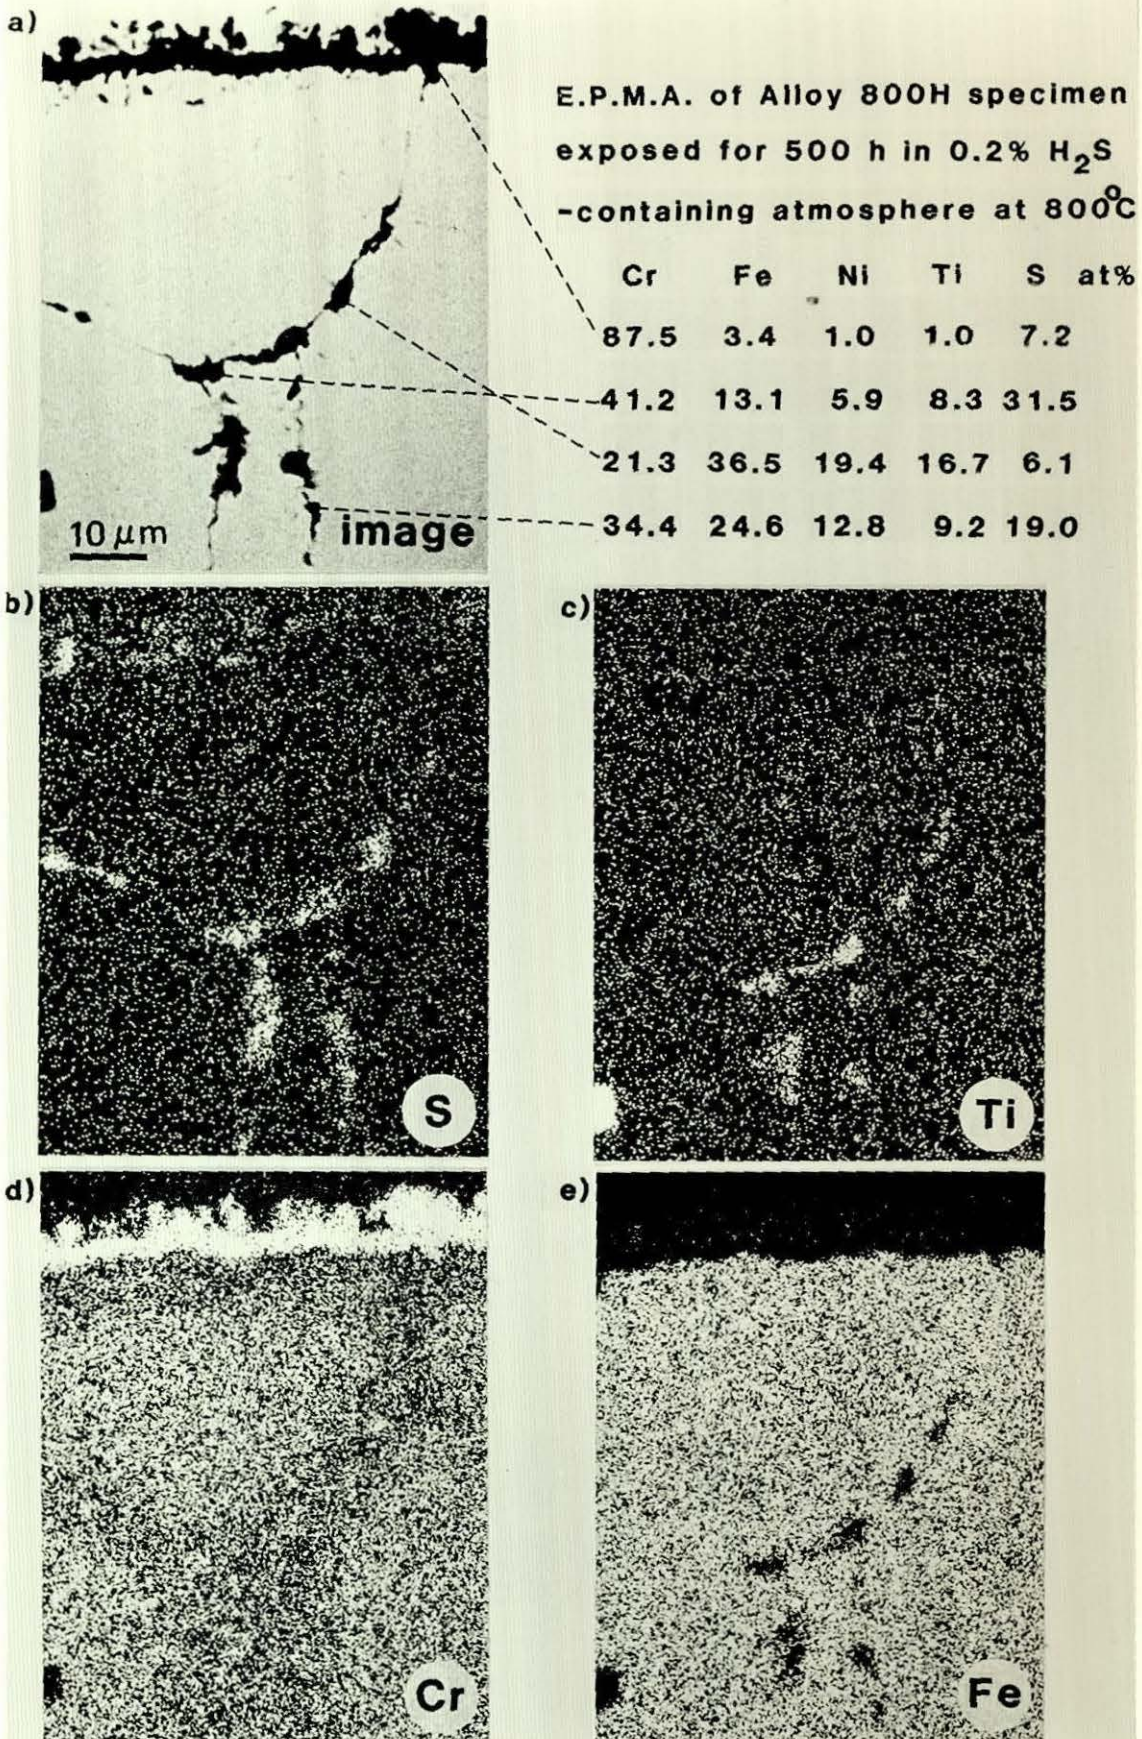 a)
E.P.M.A. of Alloy 800H specimen
exposed for 500 h in 0.2% H₂S
-containing atmosphere at 800°C
Cr Fe Ni Ti S at%
87.5 3.4 1.0 1.0 7.2
41.2 13.1 5.9 8.3 31.5
21.3 36.5 19.4 16.7 6.1
34.4 24.6 12.8 9.2 19.0
10 μm image
b)
S
c)
Ti
d)
Cr
e)
Fe